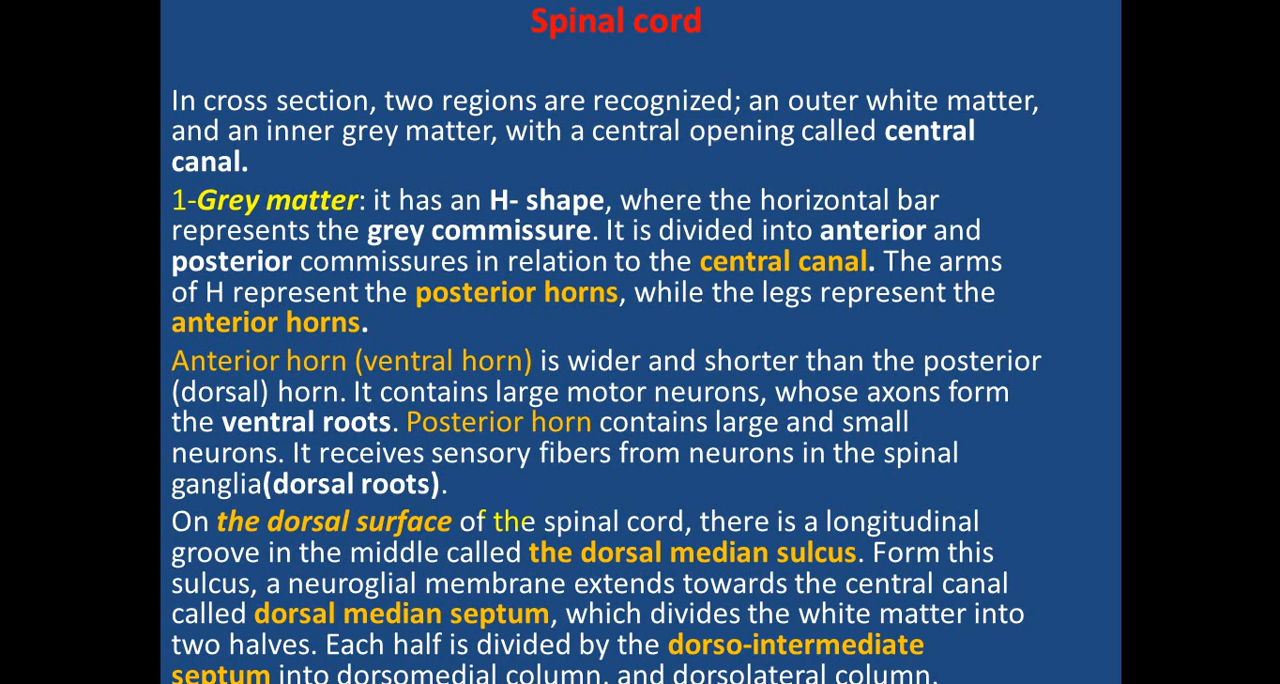 Spinal cord
In cross section, two regions are recognized; an outer white matter,
and an inner grey matter, with a central opening called central
canal.
1-Grey matter: it has an H- shape, where the horizontal bar
represents the grey commissure. It is divided into anterior and
posterior commissures in relation to the central canal. The arms
of H represent the posterior horns, while the legs represent the
anterior horns.
Anterior horn (ventral horn) is wider and shorter than the posterior
(dorsal) horn. It contains large motor neurons, whose axons form
the ventral roots. Posterior horn contains large and small
neurons. It receives sensory fibers from neurons in the spinal
ganglia(dorsal roots).
On the dorsal surface of the spinal cord, there is a longitudinal
groove in the middle called the dorsal median sulcus. Form this
sulcus, a neuroglial membrane extends towards the central canal
called dorsal median septum, which divides the white matter into
two halves. Each half is divided by the dorso-intermediate
septum into dorsomedial column, and dorsolateral column.